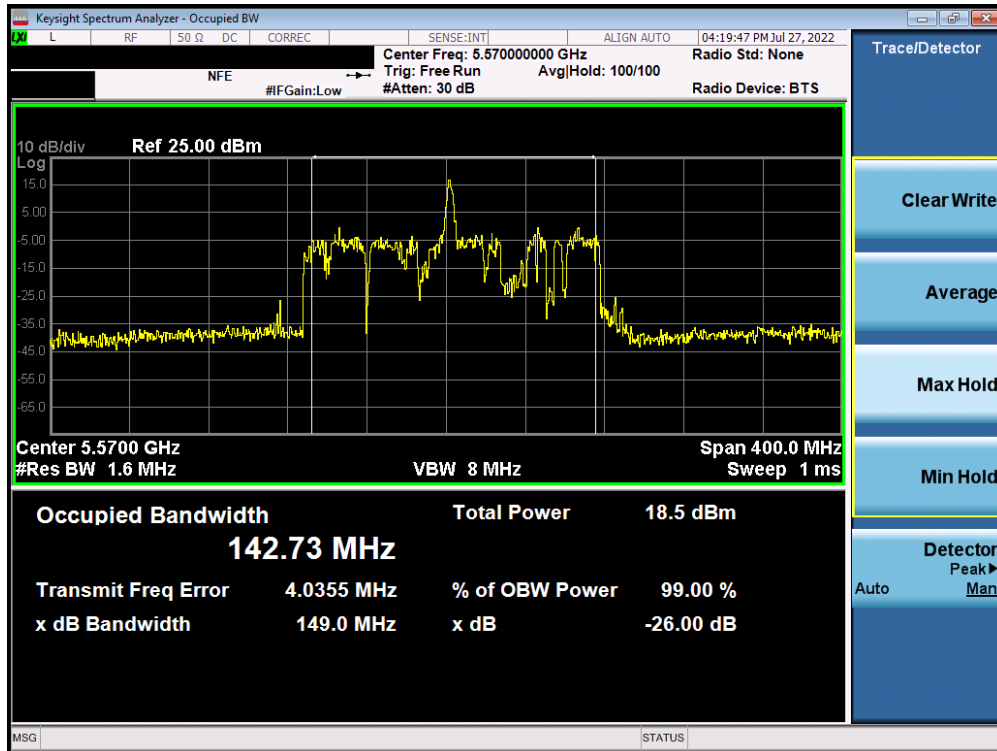 Keysight Spectrum Analyzer - Occupied BW
LXI L RF 50 Ω DC CORREC SENSE:INT ALIGN AUTO 04:19:47 PM Jul 27, 2022
Center Freq: 5.570000000 GHz Radio Std: None
NFE Trig: Free Run Avg|Hold: 100/100
#IFGain:Low #Atten: 30 dB Radio Device: BTS
Trace/Detector
10 dB/div Ref 25.00 dBm
Log
15.0
5.00
-5.00
-15.0
-25.0
-35.0
-45.0
-55.0
-65.0
Center 5.5700 GHz Span 400.0 MHz
#Res BW 1.6 MHz VBW 8 MHz Sweep 1 ms
Occupied Bandwidth Total Power 18.5 dBm
142.73 MHz
Transmit Freq Error 4.0355 MHz % of OBW Power 99.00 %
x dB Bandwidth 149.0 MHz x dB -26.00 dB
Clear Write
Average
Max Hold
Min Hold
Detector
Peak▶
Auto Man
MSG STATUS